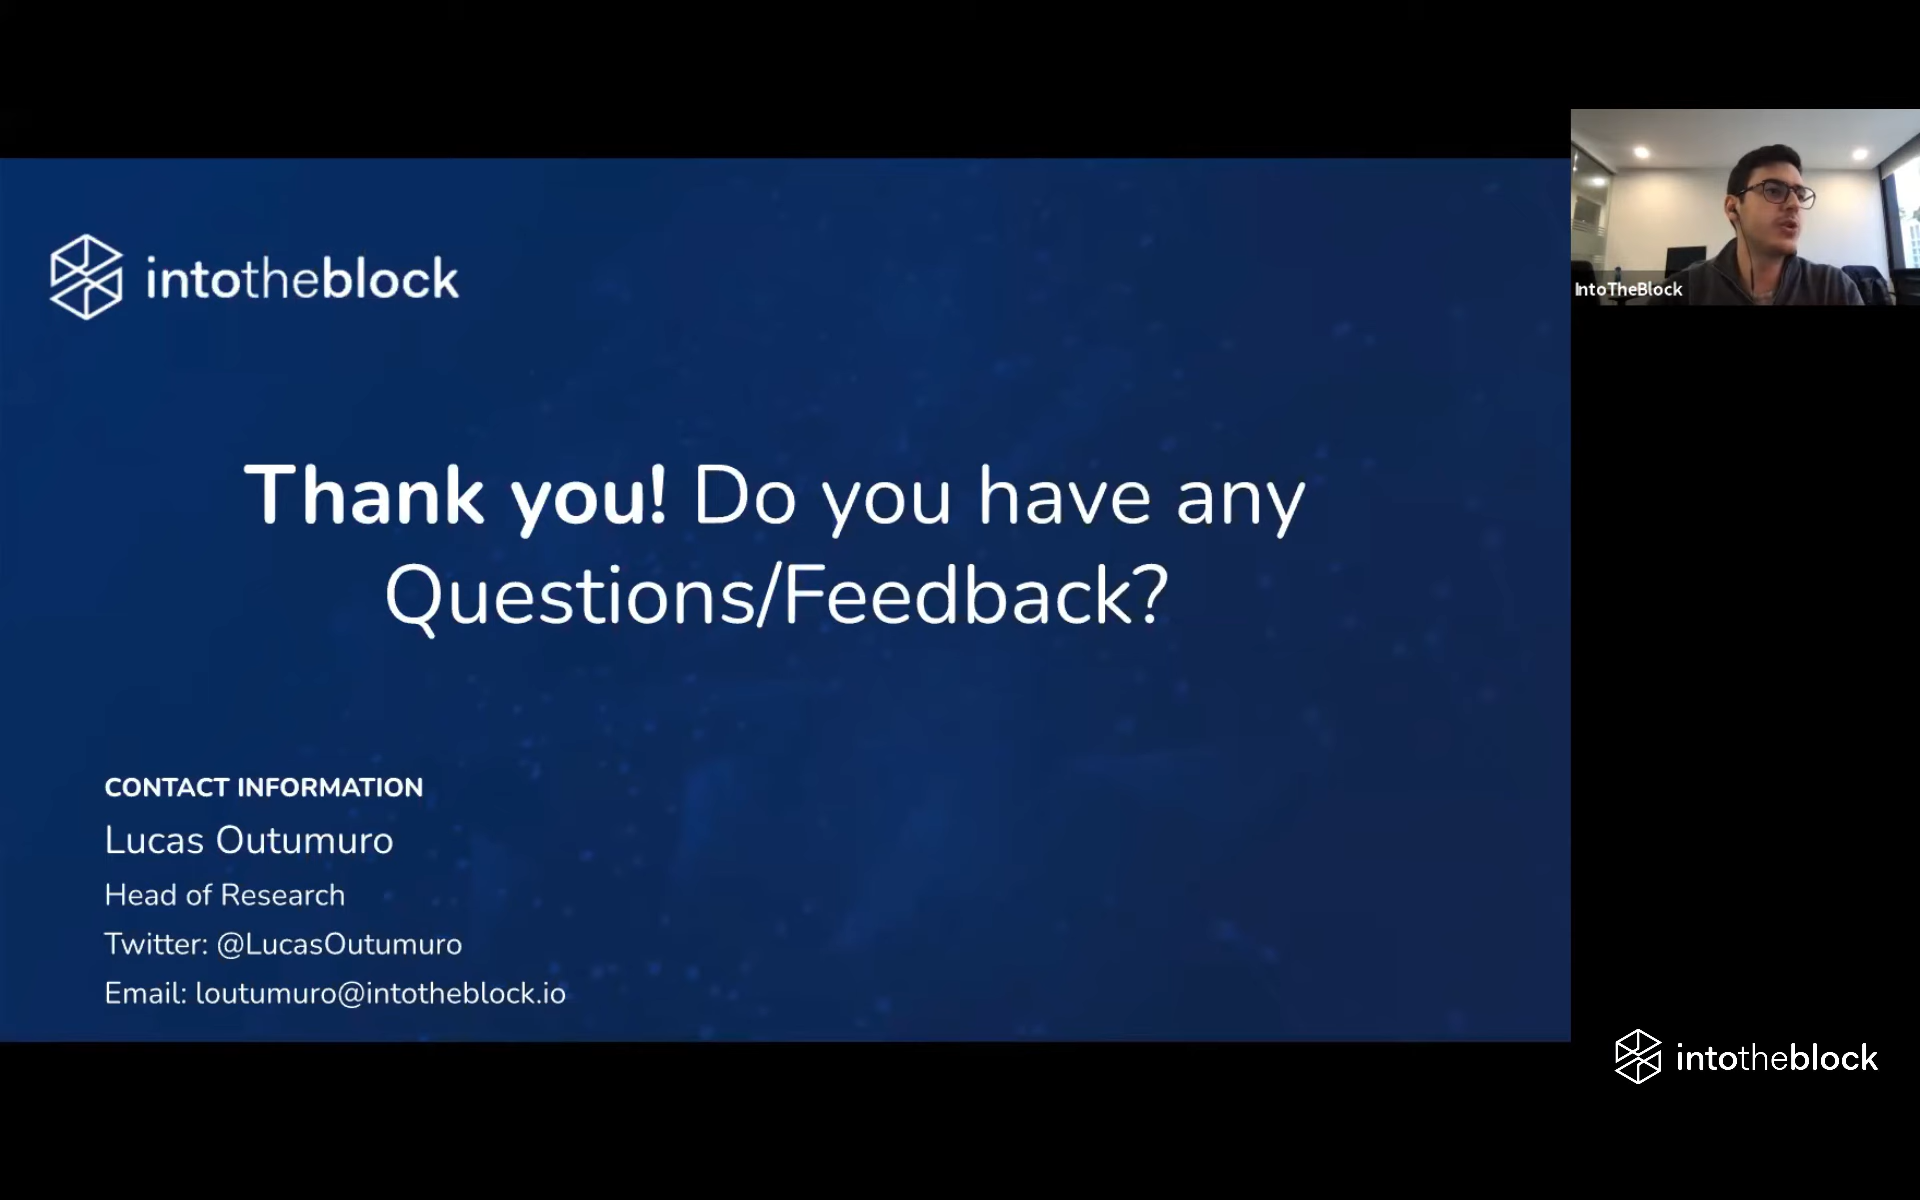 intotheblock
IntoTheBlock
Thank you! Do you have any
Questions/Feedback?
CONTACT INFORMATION
Lucas Outumuro
Head of Research
Twitter: @LucasOutumuro
Email: loutumuro@intotheblock.io
intotheblock